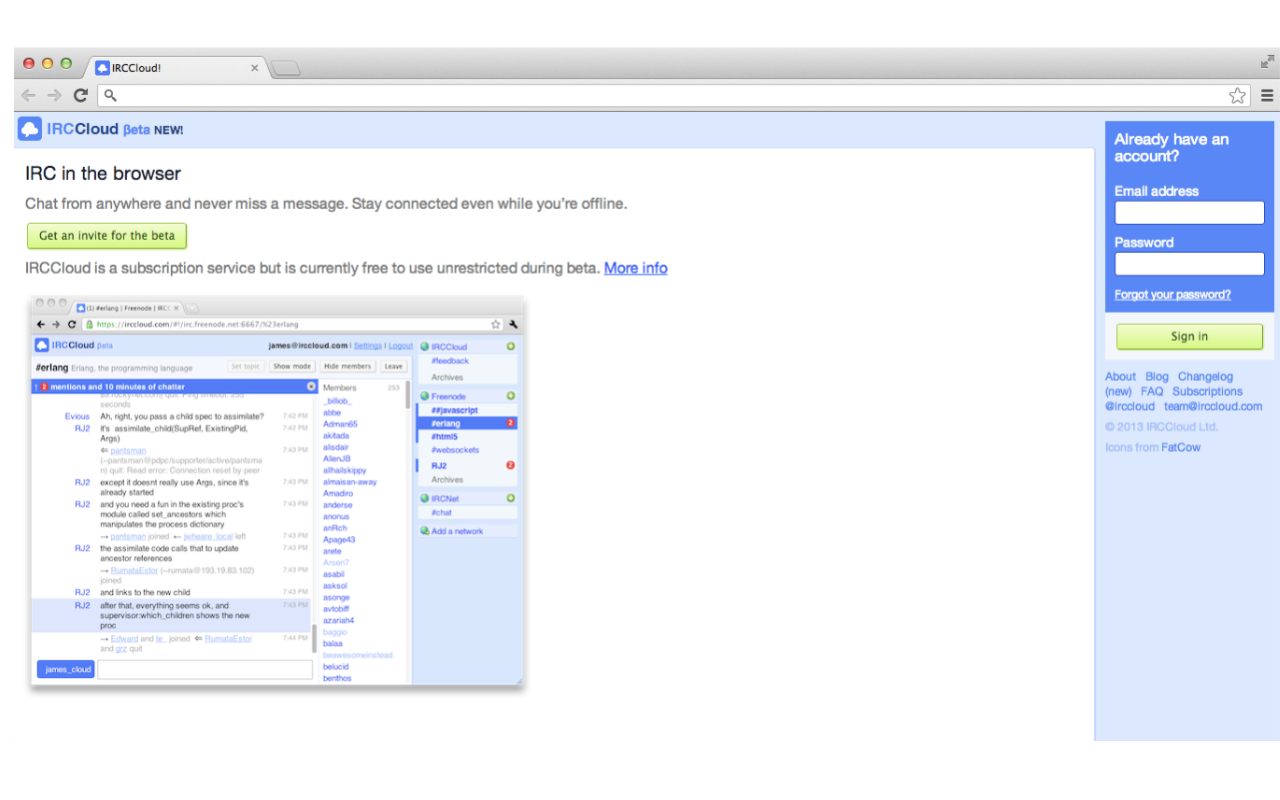 IRCCloud!
IRCCloud βeta NEW!
IRC in the browser
Chat from anywhere and never miss a message. Stay connected even while you're offline.
Get an invite for the beta
IRCCloud is a subscription service but is currently free to use unrestricted during beta. More info
(1) #erlang | Freenode | IRC
https://irccloud.com/#!/irc.freenode.net:6667/%23erlang
IRCCloud βeta
james@irccloud.com | Settings | Logout
#erlang Erlang, the programming language
Set topic Show mode Hide members Leave
↑ 2 mentions and 10 minutes of chatter
seconds
Evious Ah, right, you pass a child spec to assimilate? 7:42 PM
RJ2 it's assimilate_child(SupRef, ExistingPid, 7:42 PM
Args)
⇐ pantsman 7:43 PM
(~pantsman@pdpc/supporter/active/pantsma
n) quit: Read error: Connection reset by peer
RJ2 except it doesnt really use Args, since it's 7:43 PM
already started
RJ2 and you need a fun in the existing proc's 7:43 PM
module called set_ancestors which
manipulates the process dictionary
→ pantsman joined ← jefheare_local left 7:43 PM
RJ2 the assimilate code calls that to update 7:43 PM
ancestor references
→ RumataEstor (~rumata@193.19.83.102) 7:43 PM
joined
RJ2 and links to the new child 7:43 PM
RJ2 after that, everything seems ok, and 7:43 PM
supervisor:which_children shows the new
proc
→ Edward and te_ joined ⇐ RumataEstor 7:44 PM
and grz quit
james_cloud
Members 253
_billiob_
abbe
Adman65
akitada
alisdair
AllenJB
allhailskippy
almaisan-away
Amadiro
anderse
anonus
anRch
Apage43
arete
Arsen7
asabil
asksol
asonge
avtobiff
azariah4
baggio
balaa
beawesomeinstead
belucid
benthos
IRCCloud
#feedback
Archives
Freenode
##javascript
#erlang 2
#html5
#websockets
RJ2 2
Archives
IRCNet
#chat
Add a network
Already have an
account?
Email address
Password
Forgot your password?
Sign in
About Blog Changelog
(new) FAQ Subscriptions
@irccloud team@irccloud.com
© 2013 IRCCloud Ltd.
Icons from FatCow